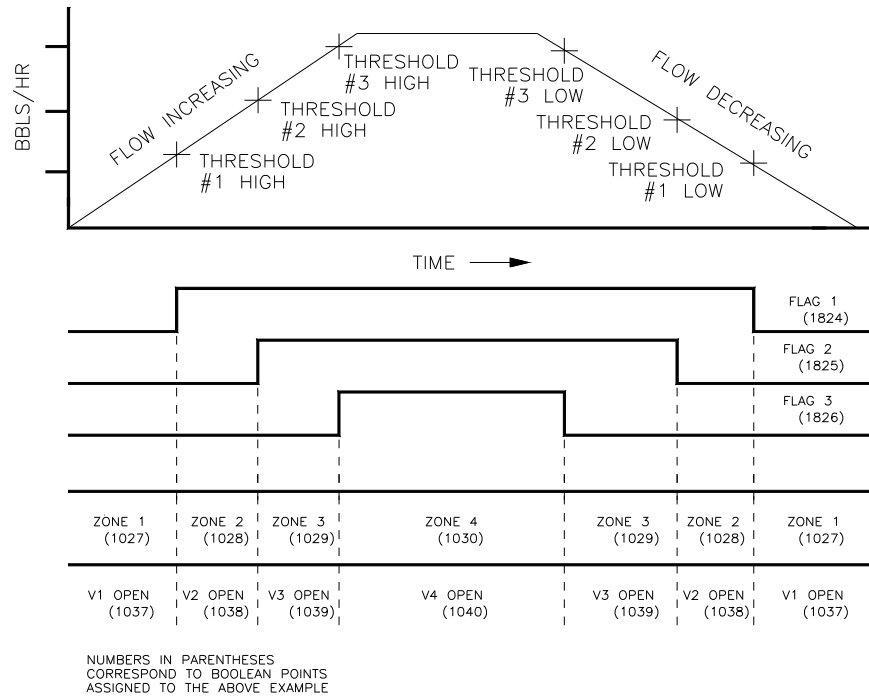 BBLS/HR
FLOW INCREASING
THRESHOLD
#3 HIGH
THRESHOLD
#2 HIGH
THRESHOLD
#1 HIGH
FLOW DECREASING
THRESHOLD
#3 LOW
THRESHOLD
#2 LOW
THRESHOLD
#1 LOW
TIME
FLAG 1
(1824)
FLAG 2
(1825)
FLAG 3
(1826)
ZONE 1
(1027)
ZONE 2
(1028)
ZONE 3
(1029)
ZONE 4
(1030)
ZONE 3
(1029)
ZONE 2
(1028)
ZONE 1
(1027)
V1 OPEN
(1037)
V2 OPEN
(1038)
V3 OPEN
(1039)
V4 OPEN
(1040)
V3 OPEN
(1039)
V2 OPEN
(1038)
V1 OPEN
(1037)
NUMBERS IN PARENTHESES
CORRESPOND TO BOOLEAN POINTS
ASSIGNED TO THE ABOVE EXAMPLE